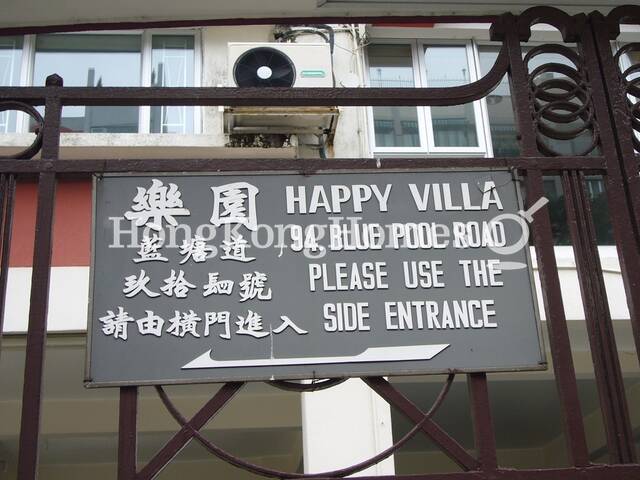 樂園
藍塘道
玖拾肆號
請由橫門進入
HAPPY VILLA
94, BLUE POOL ROAD
PLEASE USE THE
SIDE ENTRANCE
HongKongHomes